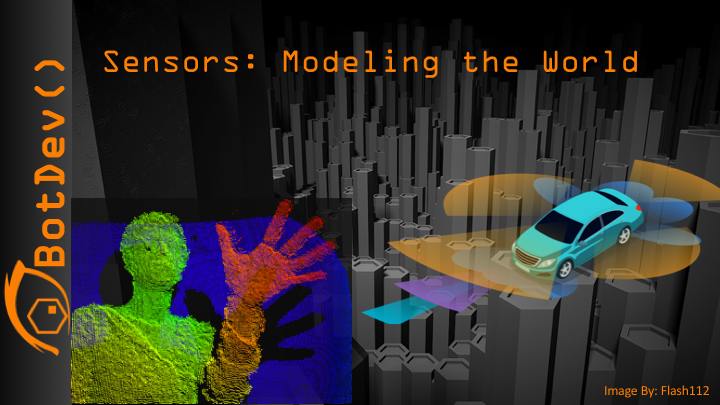 Sensors: Modeling the World
BotDev()
Image By: Flash112